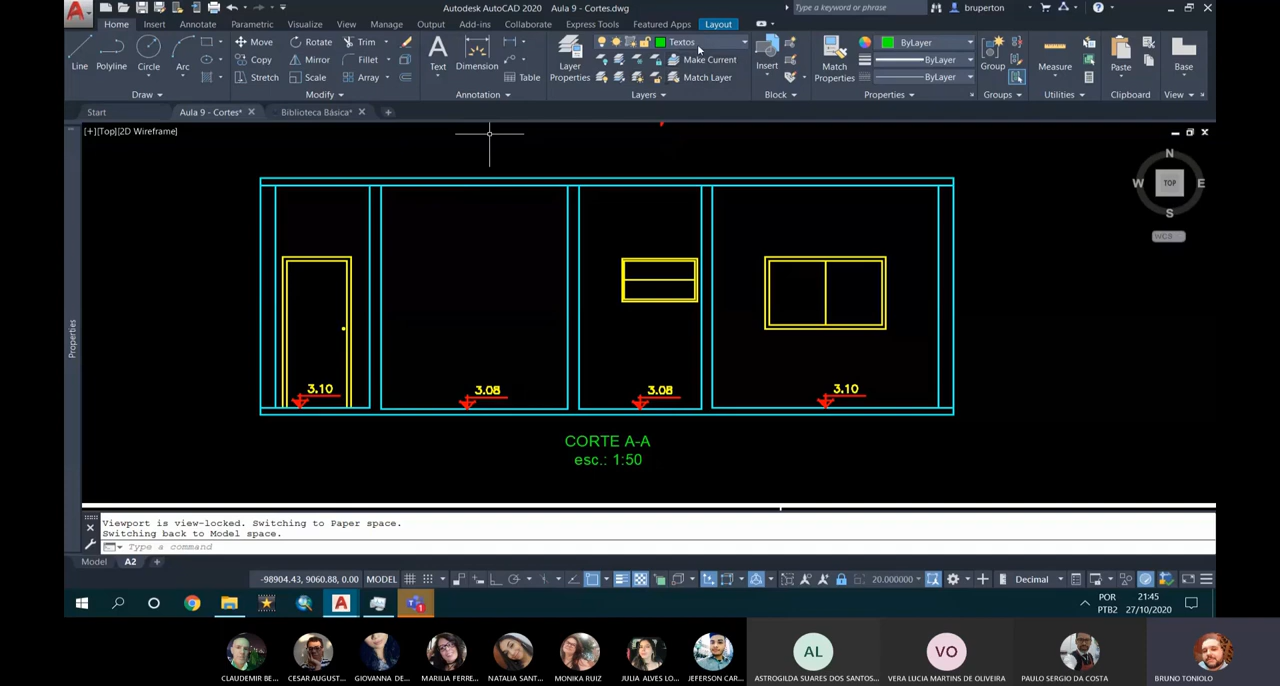 Autodesk AutoCAD 2020 Aula 9 - Cortes.dwg
Type a keyword or phrase
bruperton
Home Insert Annotate Parametric View Manage Output Add-ins Collaborate Express Tools Featured Apps Layout
Line Polyline Circle Arc
Move Rotate Trim
Copy Mirror Fillet
Stretch Scale Array
Text Dimension Table
Layer Properties
Textos
Make Current
Match Layer
Insert
Match Properties
ByLayer
ByLayer
ByLayer
Group
Measure
Paste
Base
Draw Modify Annotation Layers Block Properties Groups Utilities Clipboard View
Start Aula 9 - Cortes* Biblioteca Básica*
[+][Top][2D Wireframe]
N
W TOP E
S
WCS
Properties
3.10 3.08 3.08 3.10
CORTE A-A
esc.: 1:50
Viewport is view-locked. Switching to Paper space.
Switching back to Model space.
Type a command
Model A2
-98904.43, 9060.88, 0.00 MODEL 20.000000 Decimal
POR
PTB2
21:45
27/10/2020
AL VO
CLAUDEMIR BE... CESAR AUGUST... GIOVANNA DE... MARILIA FERRE... NATALIA SANT... MONIKA RUIZ JULIA ALVES LO... JEFERSON CAR... ASTROGILDA SUARES DOS SANTOS... VERA LUCIA MARTINS DE OLIVEIRA PAULO SERGIO DA COSTA BRUNO TONIOLO